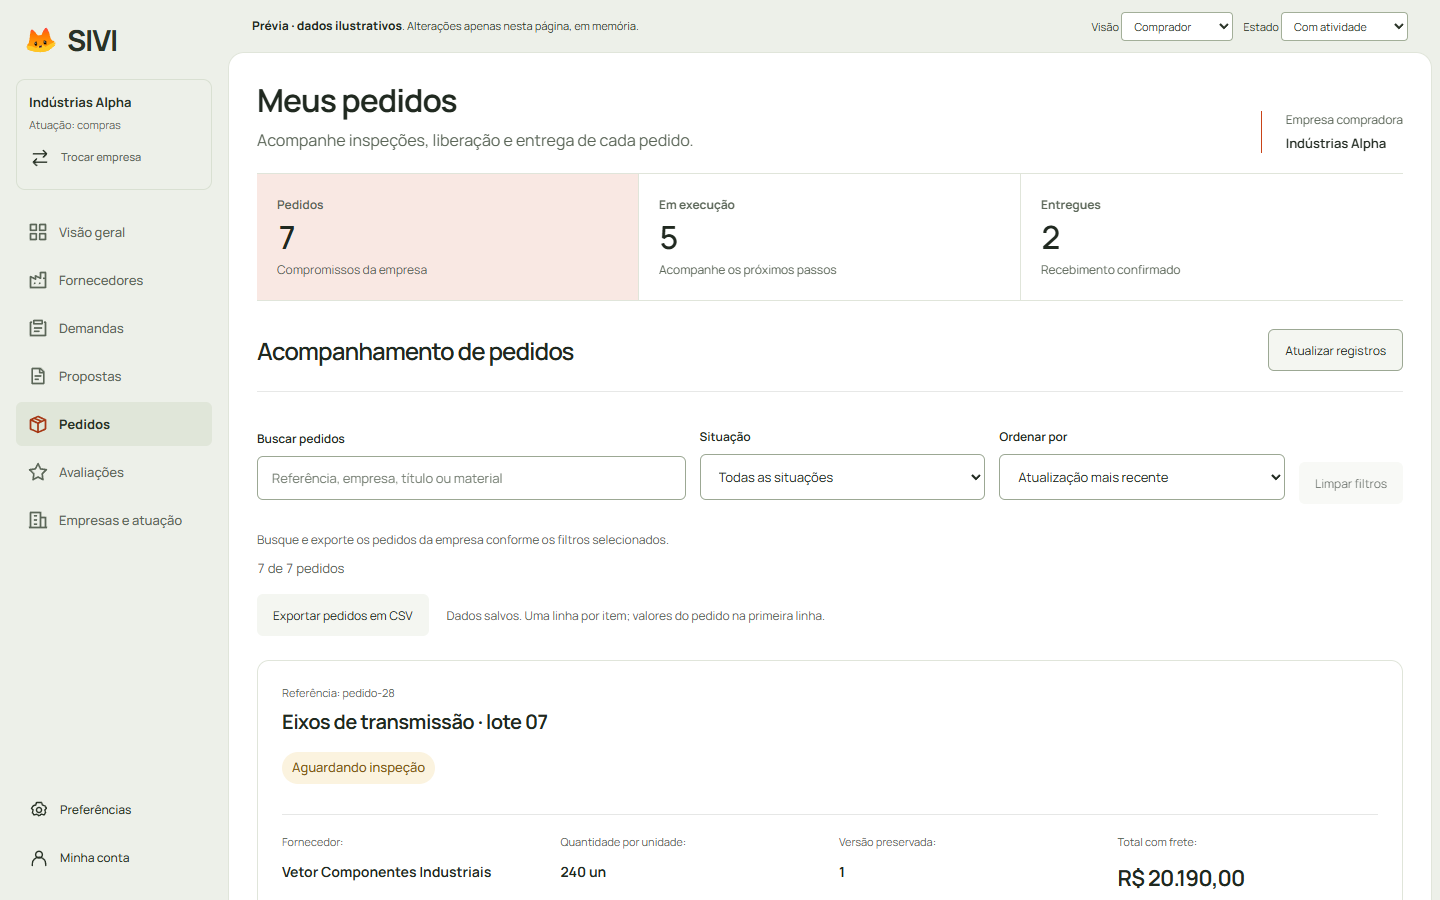 SIVI
Indústrias Alpha
Atuação: compras
Trocar empresa
Visão geral
Fornecedores
Demandas
Propostas
Pedidos
Avaliações
Empresas e atuação
Preferências
Minha conta
Prévia · dados ilustrativos. Alterações apenas nesta página, em memória.
Visão Comprador Estado Com atividade
Meus pedidos
Acompanhe inspeções, liberação e entrega de cada pedido.
Empresa compradora
Indústrias Alpha
Pedidos
7
Compromissos da empresa
Em execução
5
Acompanhe os próximos passos
Entregues
2
Recebimento confirmado
Acompanhamento de pedidos
Atualizar registros
Buscar pedidos
Referência, empresa, título ou material
Situação
Todas as situações
Ordenar por
Atualização mais recente
Limpar filtros
Busque e exporte os pedidos da empresa conforme os filtros selecionados.
7 de 7 pedidos
Exportar pedidos em CSV
Dados salvos. Uma linha por item; valores do pedido na primeira linha.
Referência: pedido-28
Eixos de transmissão · lote 07
Aguardando inspeção
Fornecedor:
Vetor Componentes Industriais
Quantidade por unidade:
240 un
Versão preservada:
1
Total com frete:
R$ 20.190,00